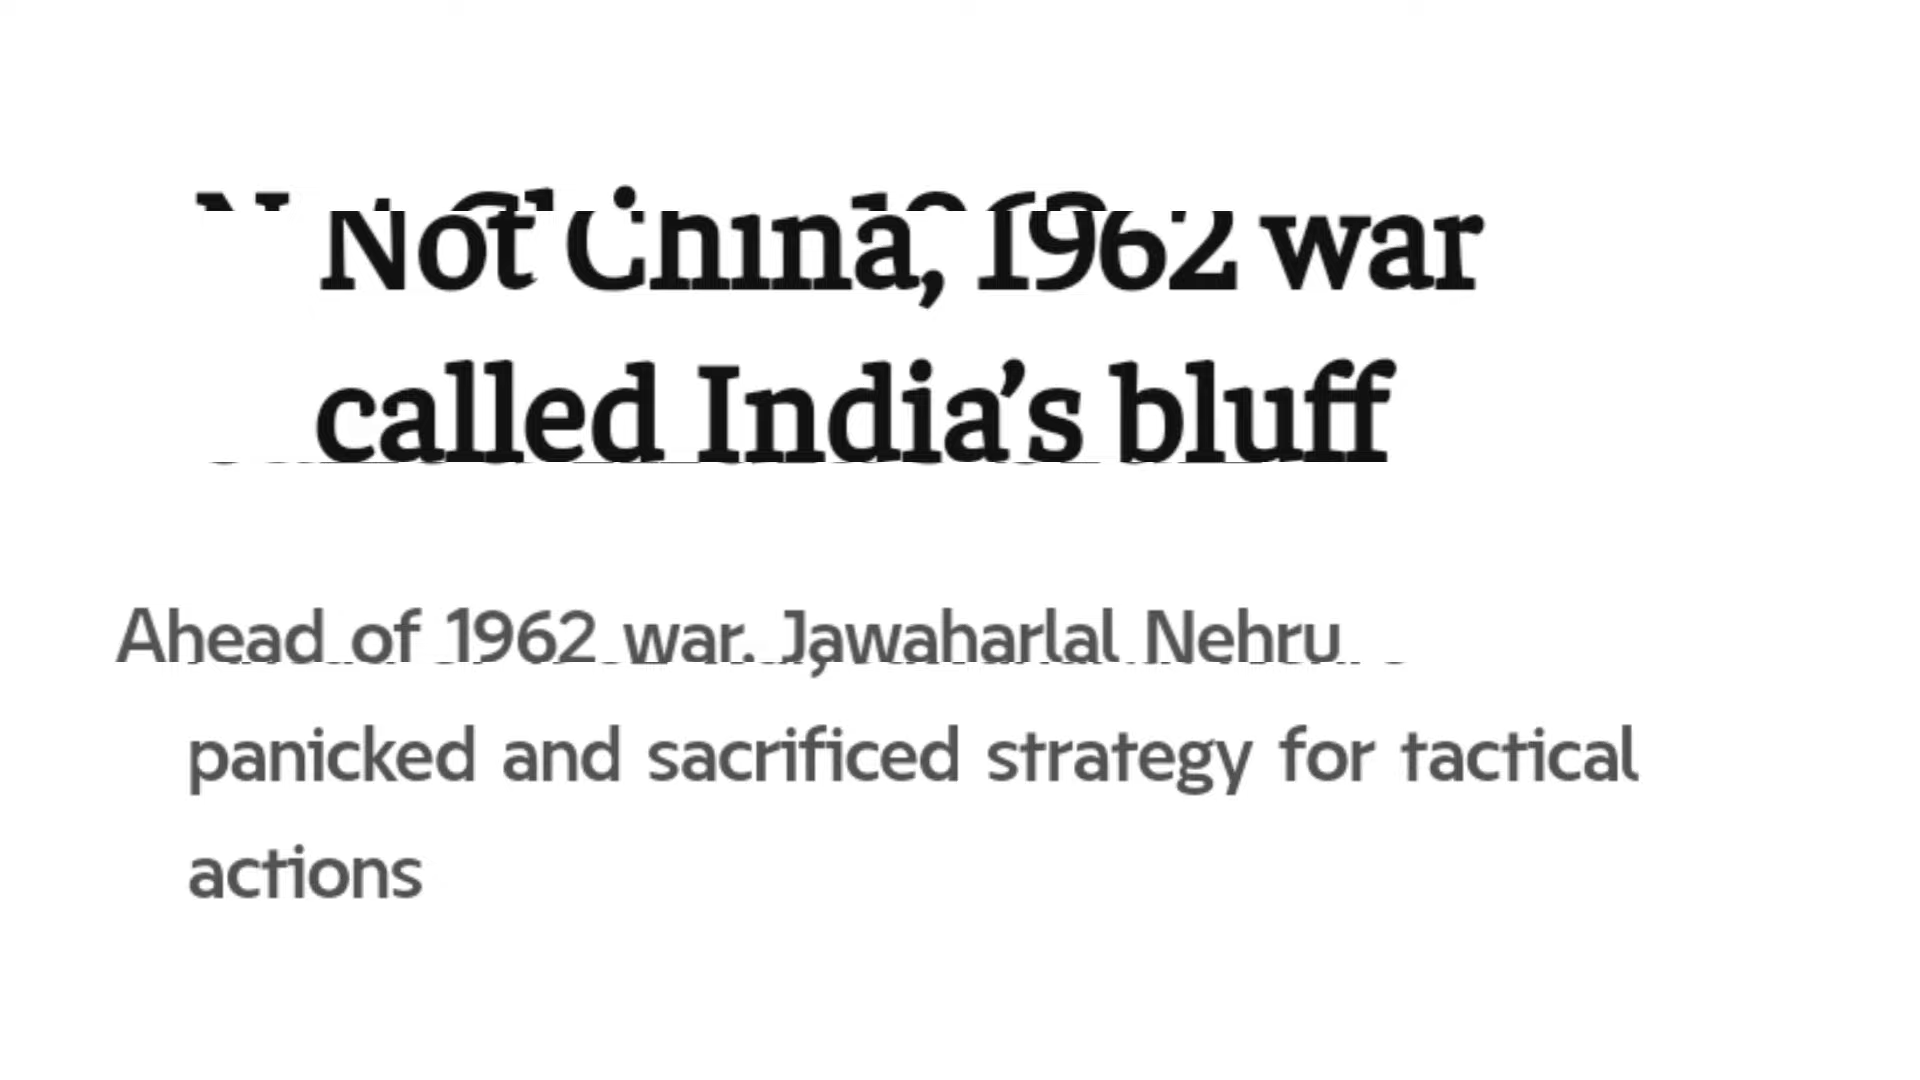 Not China, 1962 war
called India’s bluff
Ahead of 1962 war, Jawaharlal Nehru
panicked and sacrificed strategy for tactical
actions